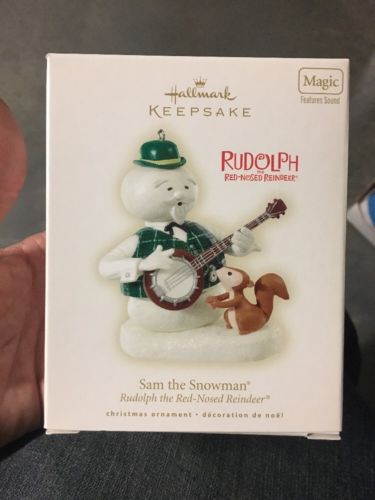 Hallmark
KEEPSAKE
Magic
Features Sound
RUDOLPH
THE
RED-NOSED REINDEER®
Sam the Snowman®
Rudolph the Red-Nosed Reindeer®
christmas ornament • décoration de noël